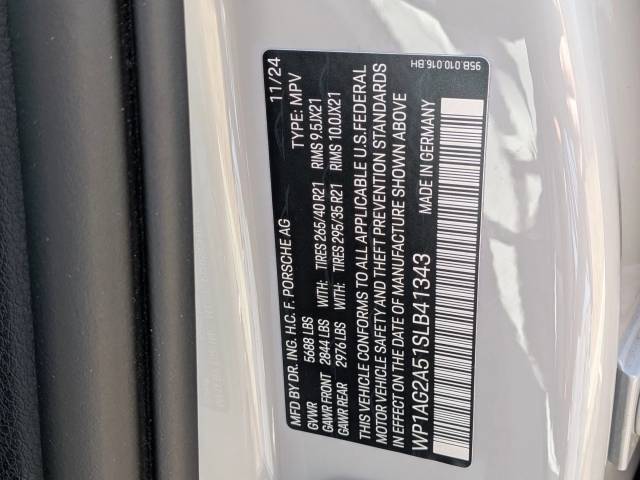 MFD BY DR. ING. H.C. F. PORSCHE AG 11/24
GVWR 5688 LBS TYPE: MPV
GAWR FRONT 2844 LBS WITH: TIRES 265/40 R21 RIMS 9.5JX21
GAWR REAR 2976 LBS WITH: TIRES 295/35 R21 RIMS 10.0JX21
THIS VEHICLE CONFORMS TO ALL APPLICABLE U.S.FEDERAL
MOTOR VEHICLE SAFETY AND THEFT PREVENTION STANDARDS
IN EFFECT ON THE DATE OF MANUFACTURE SHOWN ABOVE
WP1AG2A51SLB41343 MADE IN GERMANY
95B.010.016.BH